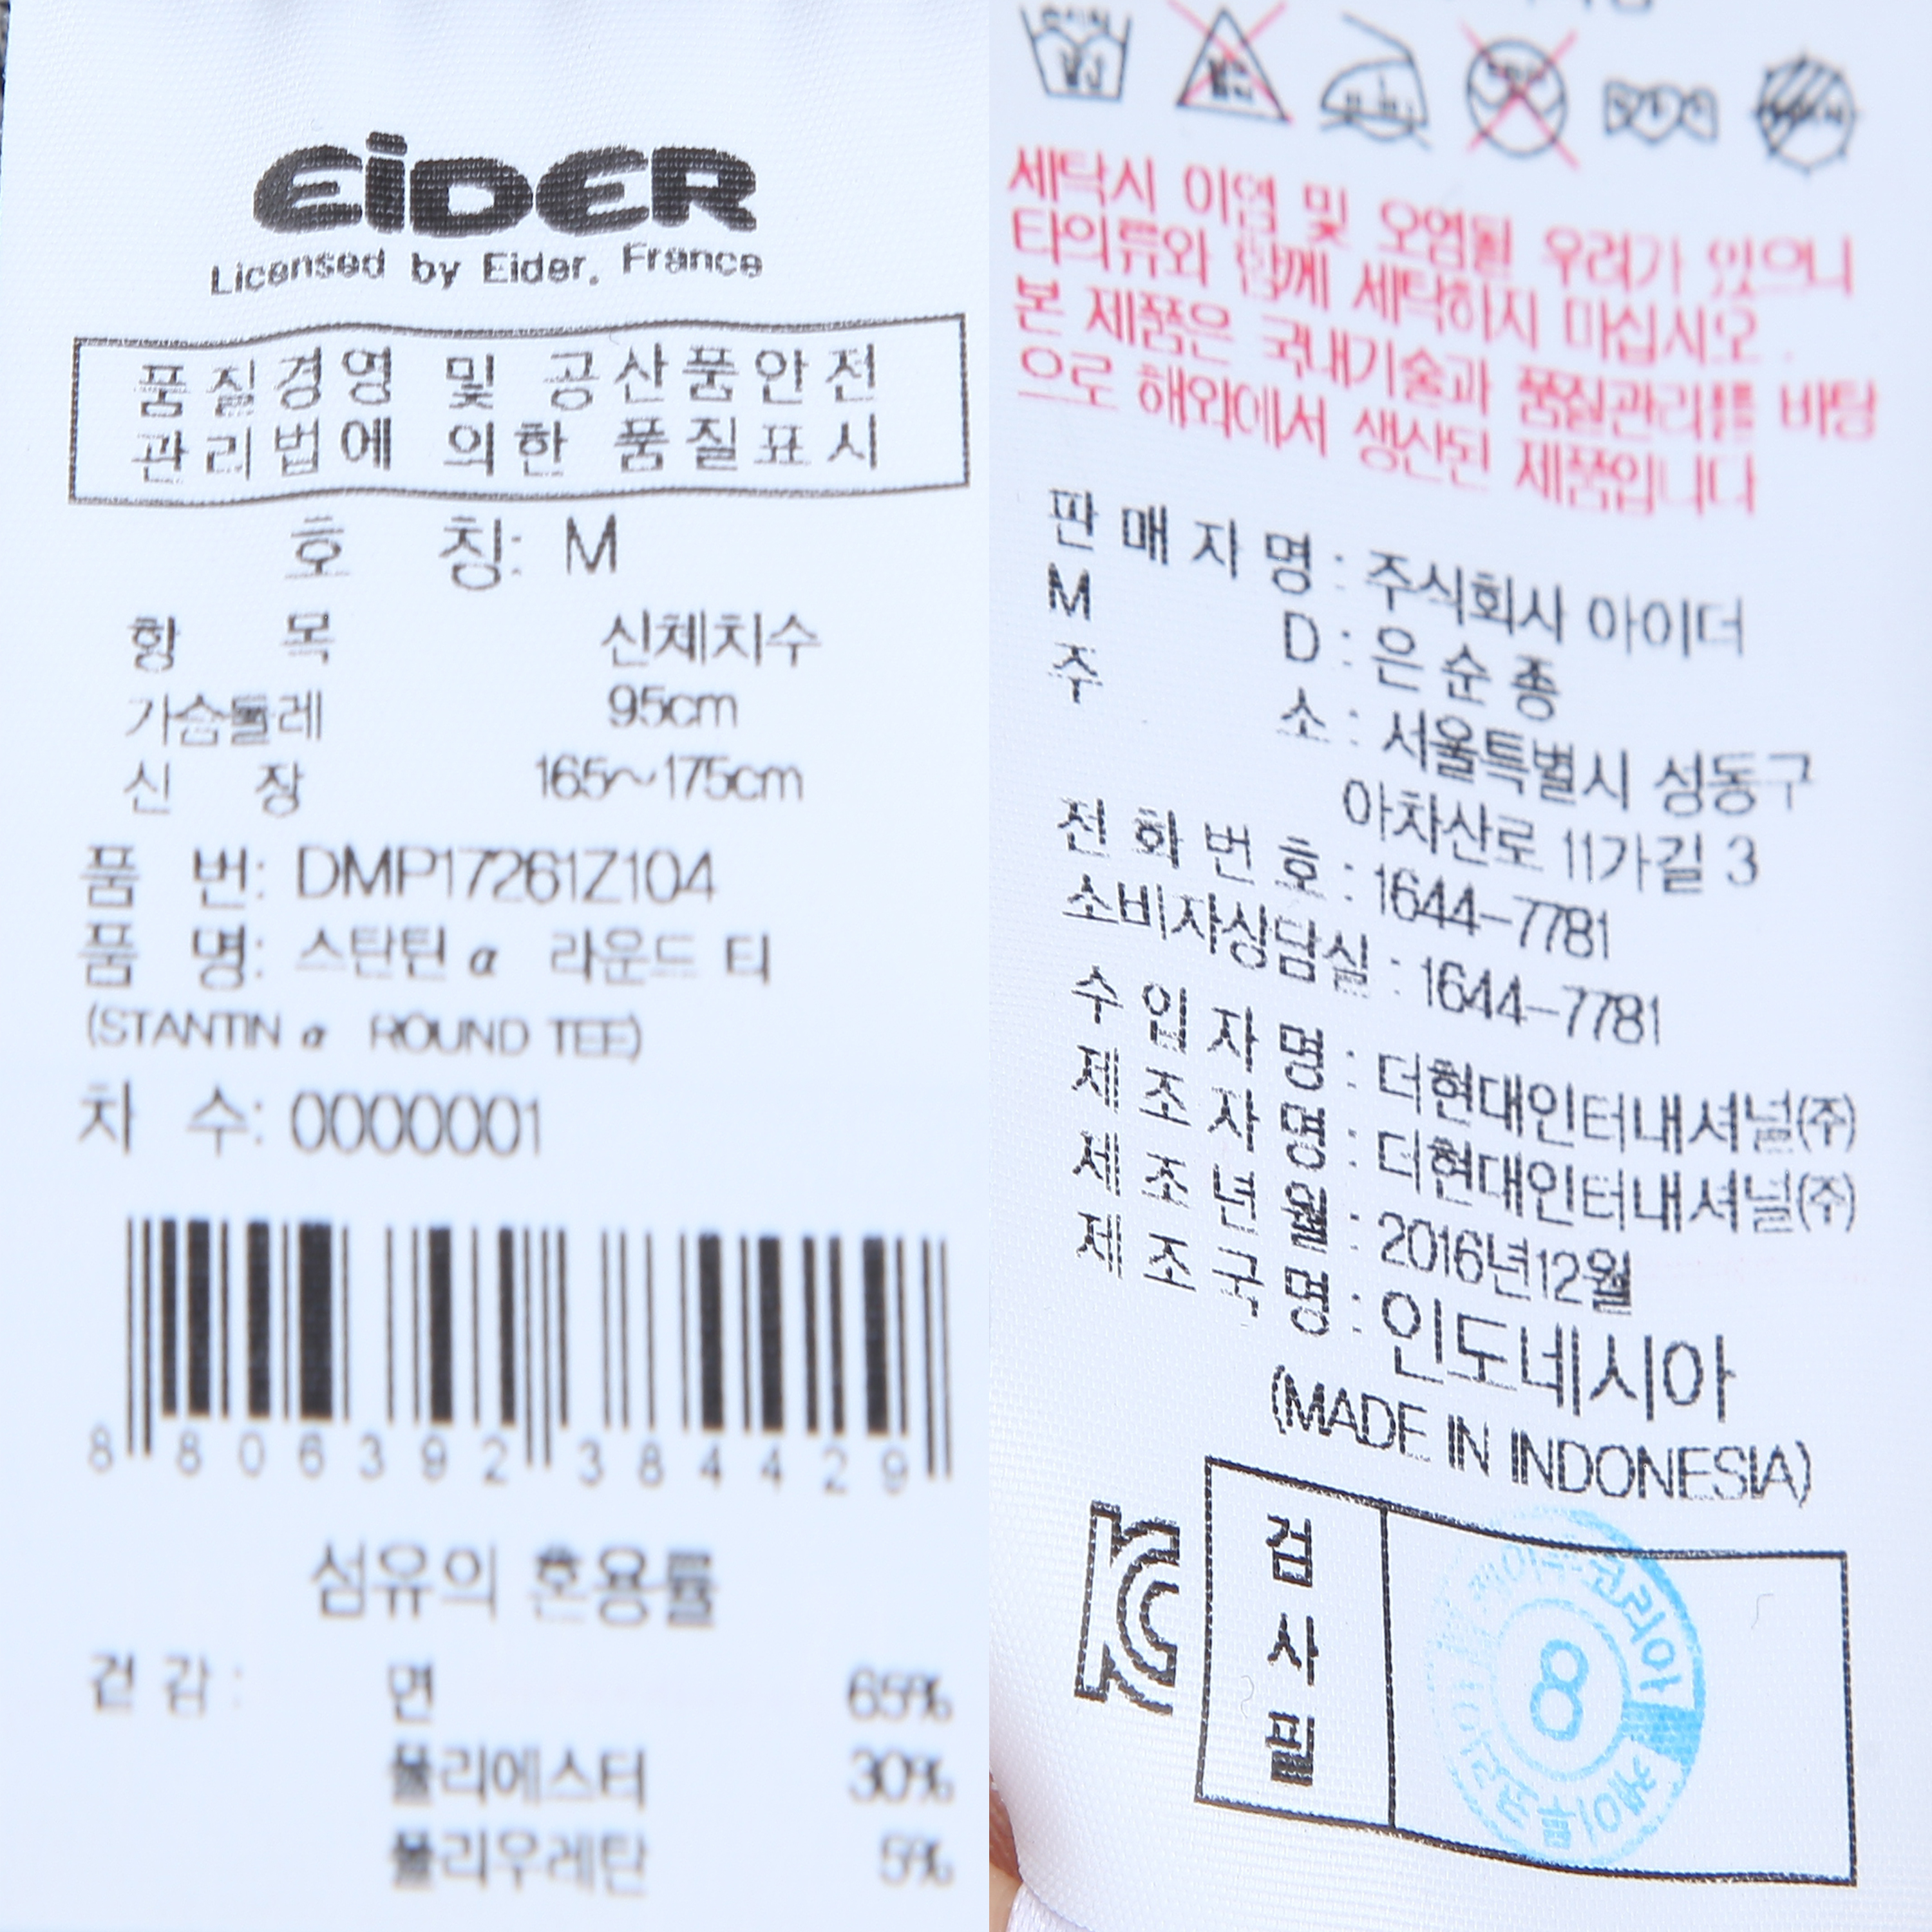 EiDER
Licensed by Eider. France
품질경영 및 공산품안전
관리법에 의한 품질표시
호 칭: M
항 목 신체치수
가슴둘레 95cm
신 장 165~175cm
품 번: DMP17261Z104
품 명: 스탄틴 α 라운드 티
(STANTIN α ROUND TEE)
차 수: 0000001
8 806392 384429
섬유의 혼용률
겉감: 면 65%
폴리에스터 30%
폴리우레탄 5%
세탁시 이염 및 오염될 우려가 있으니
타의류와 함께 세탁하지 마십시오.
본 제품은 국내기술과 품질관리를 바탕
으로 해외에서 생산된 제품입니다
판매자명 : 주식회사 아이더
M D : 은순종
주 소 : 서울특별시 성동구
아차산로 11가길 3
전화번호 : 1644-7781
소비자상담실 : 1644-7781
수입자명 : 더현대인터내셔널(주)
제조자명 : 더현대인터내셔널(주)
제조년월 : 2016년12월
제조국명 : 인도네시아
(MADE IN INDONESIA)
KC
검사필
8